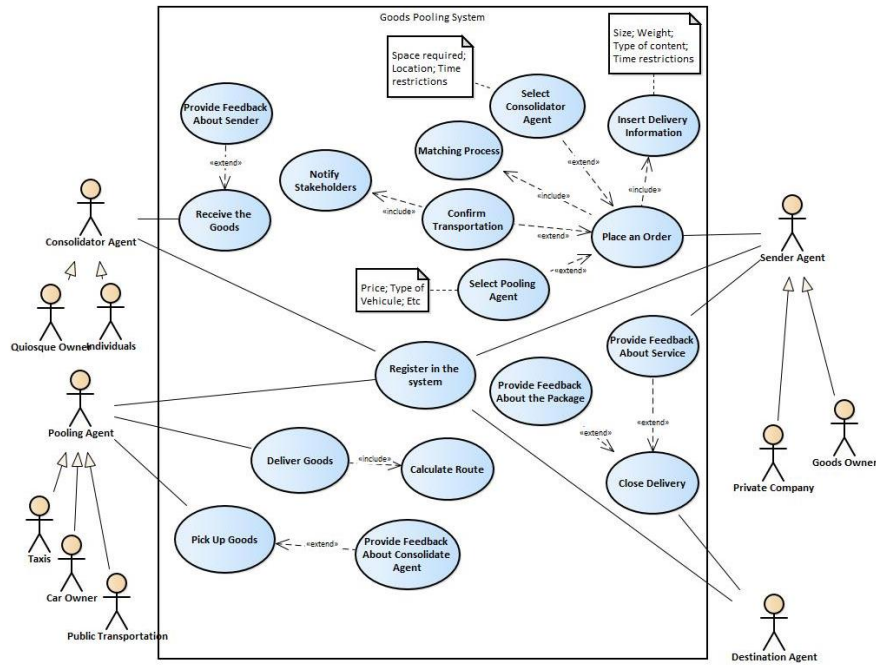 Goods Pooling System
Space required;
Location; Time
restrictions
Size; Weight;
Type of content;
Time restrictions
Provide Feedback
About Sender
Select
Consolidator
Agent
Insert Delivery
Information
Matching Process
«extend»
«extend»
Notify
Stakeholders
«include»
«include»
Receive the
Goods
«include»
Confirm
Transportation
«extend»
Place an Order
Consolidator Agent
Sender Agent
«extend»
Price; Type of
Vehicule; Etc
Select Pooling
Agent
Quiosque Owner
Individuals
Provide Feedback
About Service
Register in the
system
Provide Feedback
About the Package
Pooling Agent
«extend»
«extend»
Deliver Goods
«include»
Calculate Route
Close Delivery
Goods Owner
Private Company
Pick Up Goods
«extend»
Provide Feedback
About Consolidate
Agent
Taxis
Car Owner
Public Transportation
Destination Agent